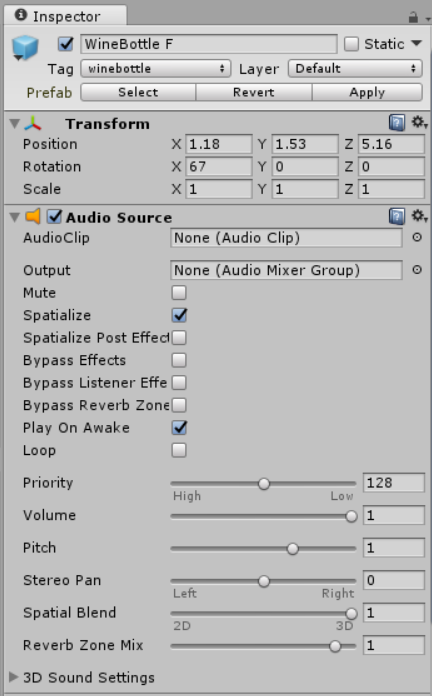 Inspector
WineBottle F Static
Tag winebottle Layer Default
Prefab Select Revert Apply
Transform
Position X 1.18 Y 1.53 Z 5.16
Rotation X 67 Y 0 Z 0
Scale X 1 Y 1 Z 1
Audio Source
AudioClip None (Audio Clip)
Output None (Audio Mixer Group)
Mute
Spatialize
Spatialize Post Effect
Bypass Effects
Bypass Listener Effe
Bypass Reverb Zone
Play On Awake
Loop
Priority 128
High Low
Volume 1
Pitch 1
Stereo Pan 0
Left Right
Spatial Blend 1
2D 3D
Reverb Zone Mix 1
3D Sound Settings